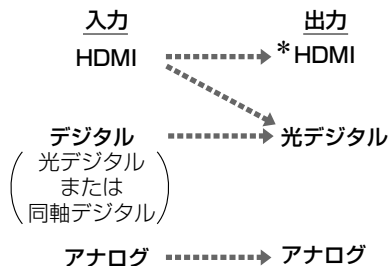 入力 出力
HDMI *HDMI
デジタル 光デジタル
(光デジタル
または
同軸デジタル)
アナログ アナログ